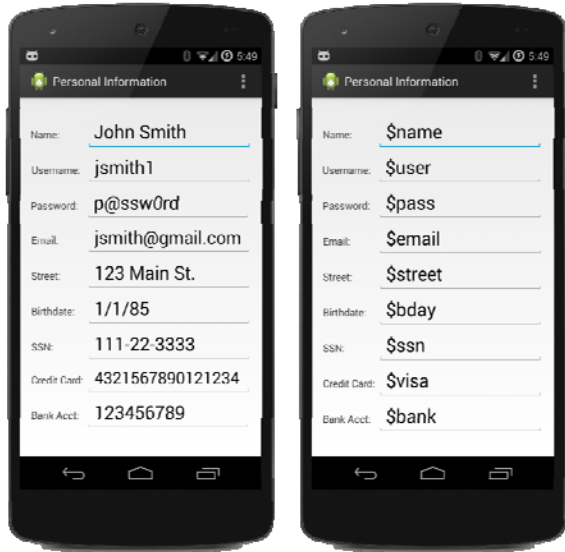 5:49
Personal Information
Name: John Smith
Username: jsmith1
Password: p@ssw0rd
Email: jsmith@gmail.com
Street: 123 Main St.
Birthdate: 1/1/85
SSN: 111-22-3333
Credit Card: 4321567890121234
Bank Acct: 123456789
5:49
Personal Information
Name: $name
Username: $user
Password: $pass
Email: $email
Street: $street
Birthdate: $bday
SSN: $ssn
Credit Card: $visa
Bank Acct: $bank